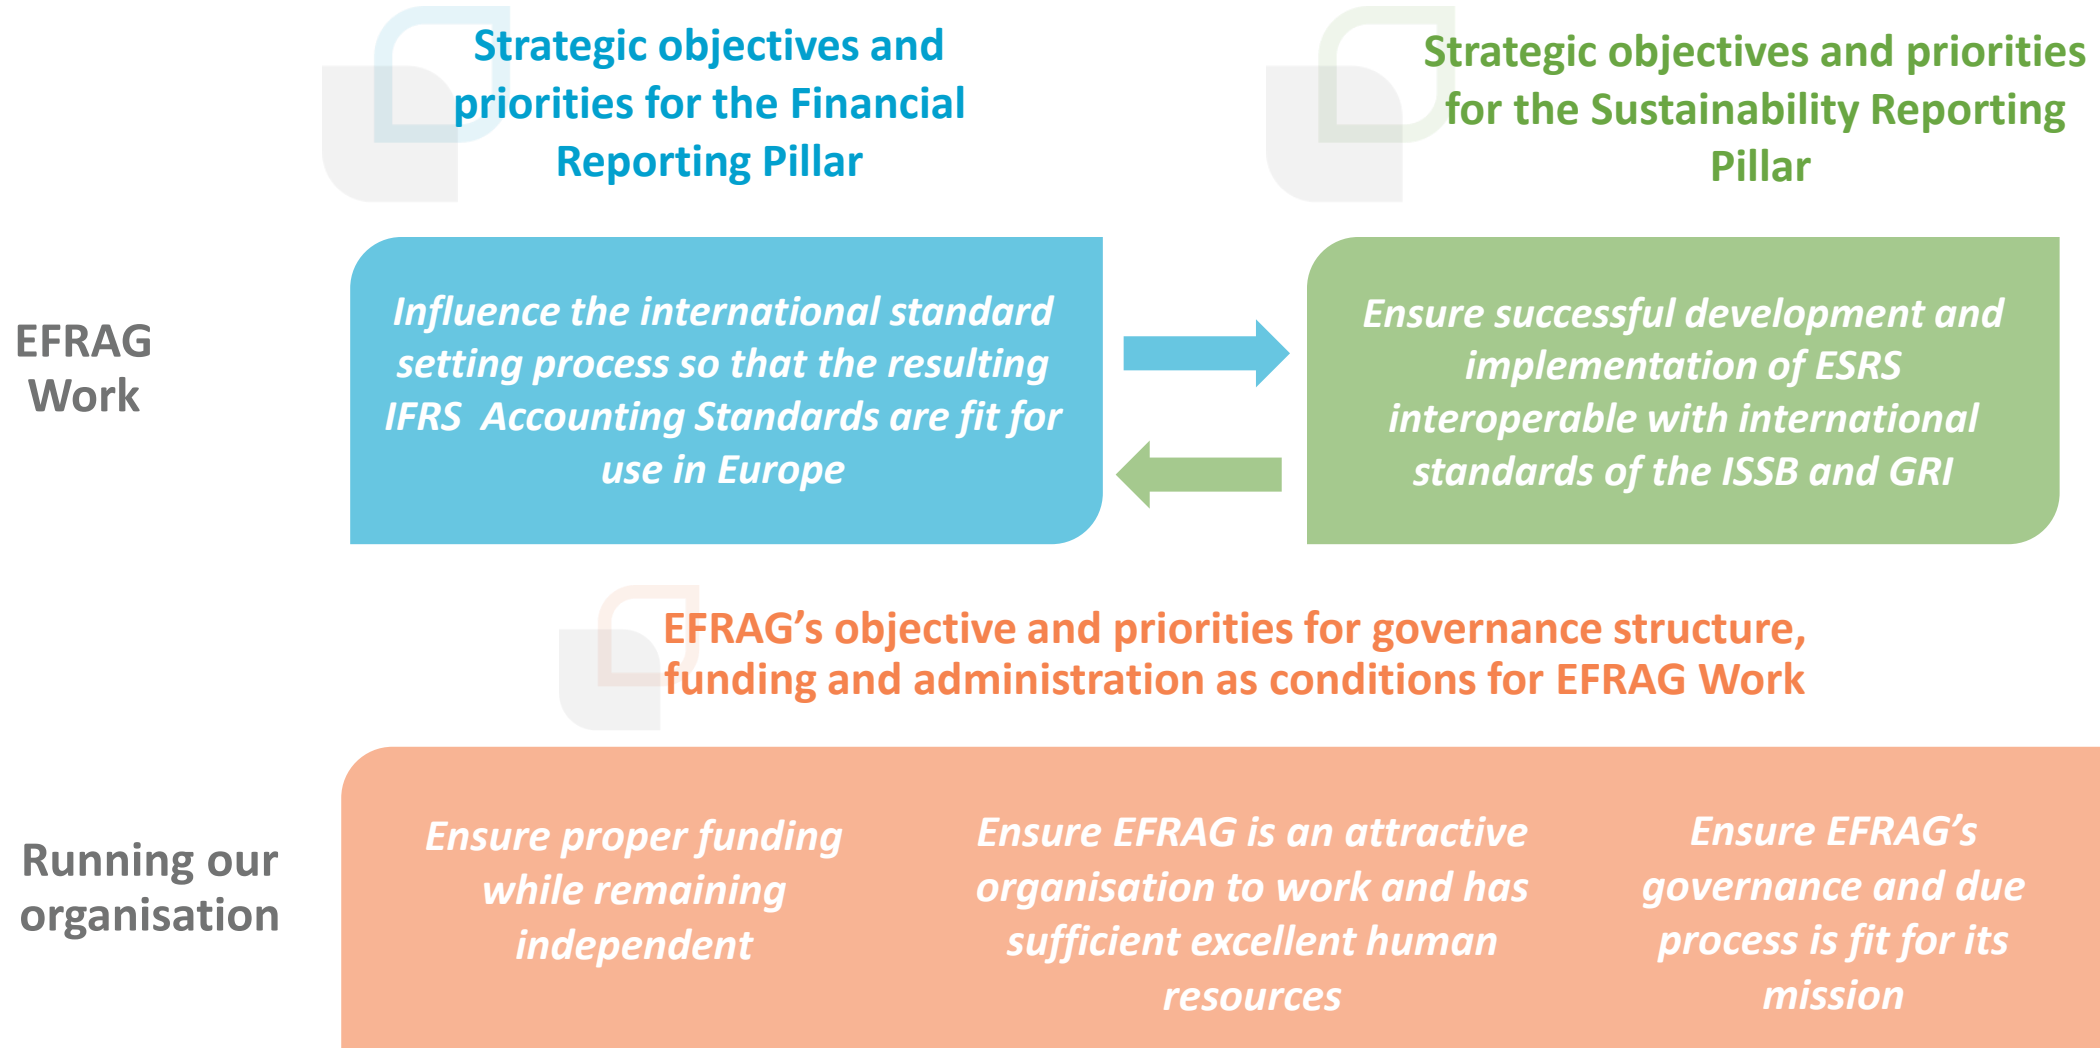 Strategic objectives and
priorities for the Financial
Reporting Pillar
Strategic objectives and priorities
for the Sustainability Reporting
Pillar
EFRAG
Work
Influence the international standard
setting process so that the resulting
IFRS  Accounting Standards are fit for
use in Europe
Ensure successful development and
implementation of ESRS
interoperable with international
standards of the ISSB and GRI
EFRAG’s objective and priorities for governance structure,
funding and administration as conditions for EFRAG Work
Running our
organisation
Ensure proper funding
while remaining
independent
Ensure EFRAG is an attractive
organisation to work and has
sufficient excellent human
resources
Ensure EFRAG’s
governance and due
process is fit for its
mission